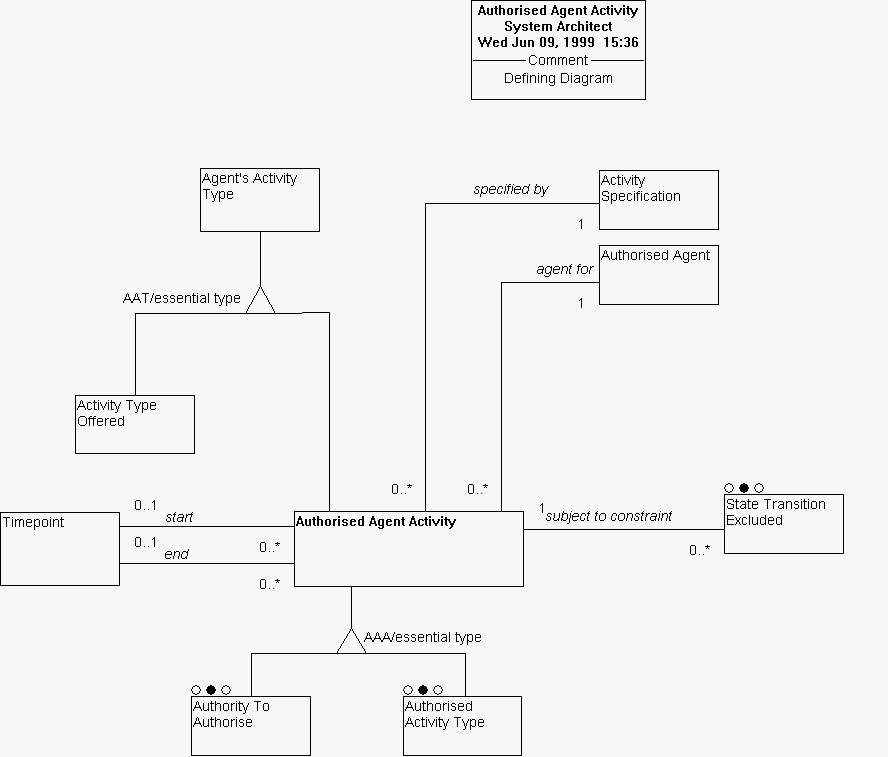 Authorised Agent Activity
System Architect
Wed Jun 09, 1999  15:36
Comment
Defining Diagram
Agent's Activity
Type
specified by
Activity
Specification
1
agent for
Authorised Agent
1
AAT/essential type
Activity Type
Offered
0..*
0..*
0..1
start
Timepoint
0..1
end
0..*
0..*
Authorised Agent Activity
1
subject to constraint
0..*
State Transition
Excluded
AAA/essential type
Authority To
Authorise
Authorised
Activity Type